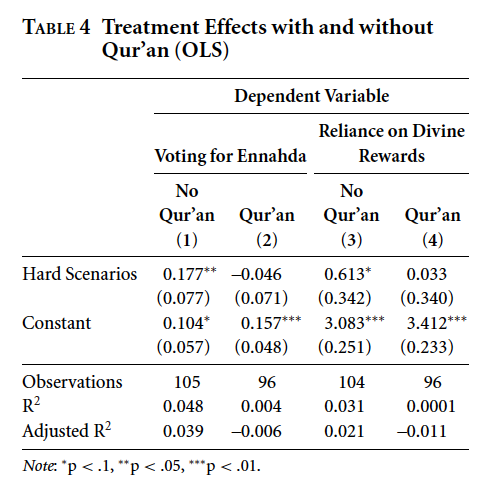 TABLE 4 Treatment Effects with and without
Qur’an (OLS)
Dependent Variable
Reliance on Divine
Voting for Ennahda Rewards
No No
Qur’an Qur’an Qur’an Qur’an
(1) (2) (3) (4)
Hard Scenarios 0.177** −0.046 0.613* 0.033
(0.077) (0.071) (0.342) (0.340)
Constant 0.104* 0.157*** 3.083*** 3.412***
(0.057) (0.048) (0.251) (0.233)
Observations 105 96 104 96
R² 0.048 0.004 0.031 0.0001
Adjusted R² 0.039 −0.006 0.021 −0.011
Note: *p < .1, **p < .05, ***p < .01.